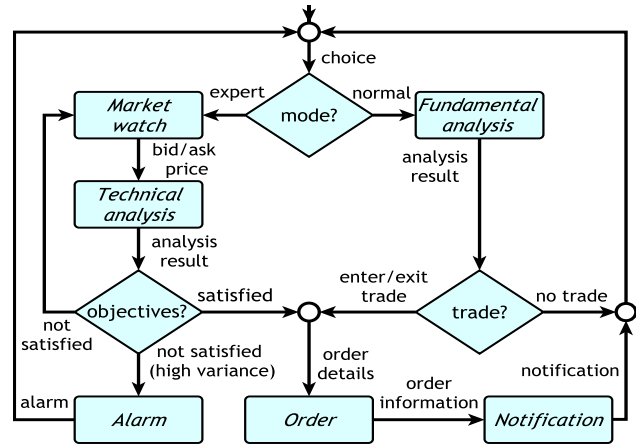 choice
expert
mode?
normal
Market
watch
Fundamental
analysis
bid/ask
price
analysis
result
Technical
analysis
analysis
result
objectives?
satisfied
enter/exit
trade
trade?
no trade
not
satisfied
not satisfied
(high variance)
order
details
order
information
notification
alarm
Alarm
Order
Notification